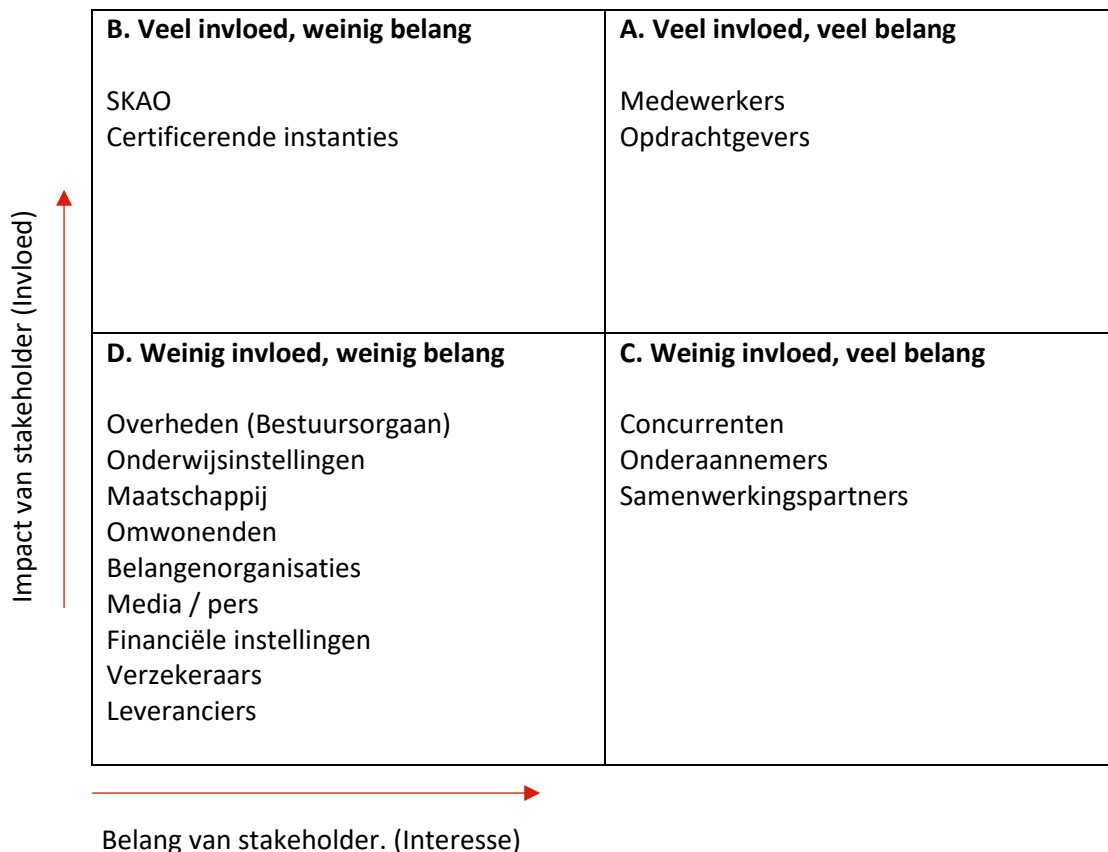 B. Veel invloed, weinig belang
SKAO
Certificerende instanties
A. Veel invloed, veel belang
Medewerkers
Opdrachtgevers
Impact van stakeholder (Invloed)
D. Weinig invloed, weinig belang
Overheden (Bestuursorgaan)
Onderwijsinstellingen
Maatschappij
Omwonenden
Belangenorganisaties
Media / pers
Financiële instellingen
Verzekeraars
Leveranciers
C. Weinig invloed, veel belang
Concurrenten
Onderaannemers
Samenwerkingspartners
Belang van stakeholder. (Interesse)